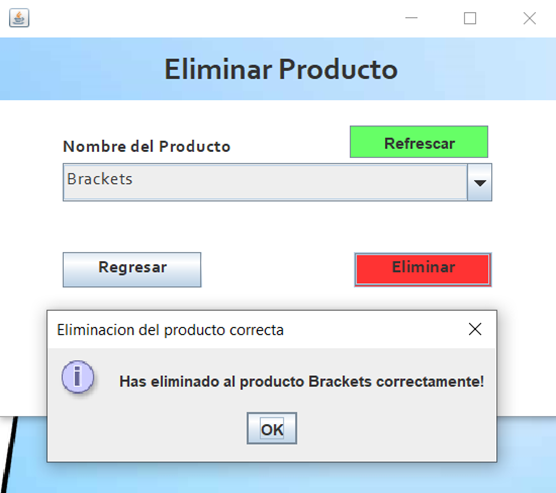 Eliminar Producto
Nombre del Producto
Refrescar
Brackets
Regresar
Eliminar
Eliminacion del producto correcta
Has eliminado al producto Brackets correctamente!
OK